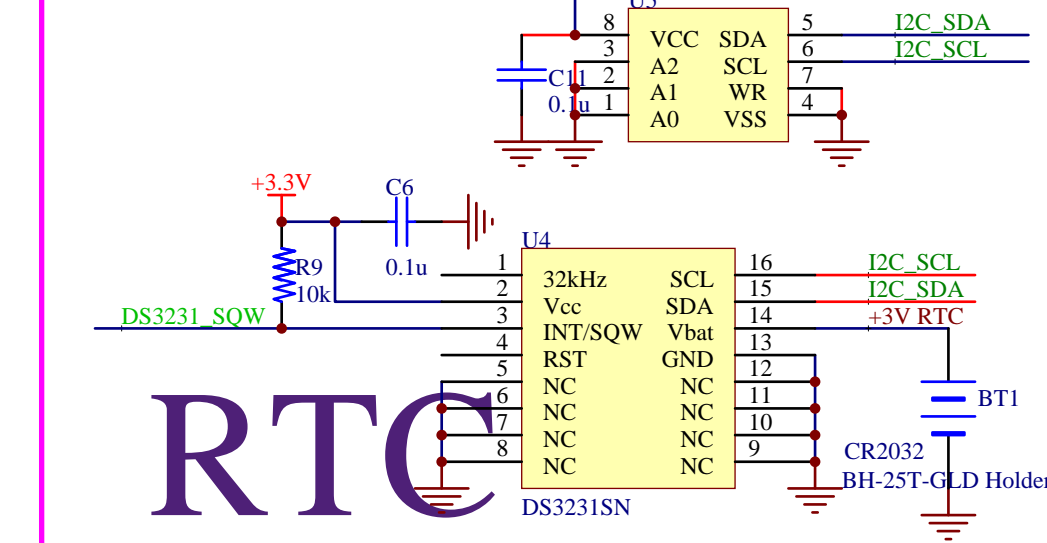 U5
8 VCC SDA 5 I2C_SDA
3 A2 SCL 6 I2C_SCL
2 A1 WR 7
1 A0 VSS 4
C11
0.1u
+3.3V
C6
0.1u
R9
10k
DS3231_SQW
U4
1 32kHz SCL 16 I2C_SCL
2 Vcc SDA 15 I2C_SDA
3 INT/SQW Vbat 14 +3V RTC
4 RST GND 13
5 NC NC 12
6 NC NC 11
7 NC NC 10
8 NC NC 9
DS3231SN
BT1
CR2032
BH-25T-GLD Holder
RTC